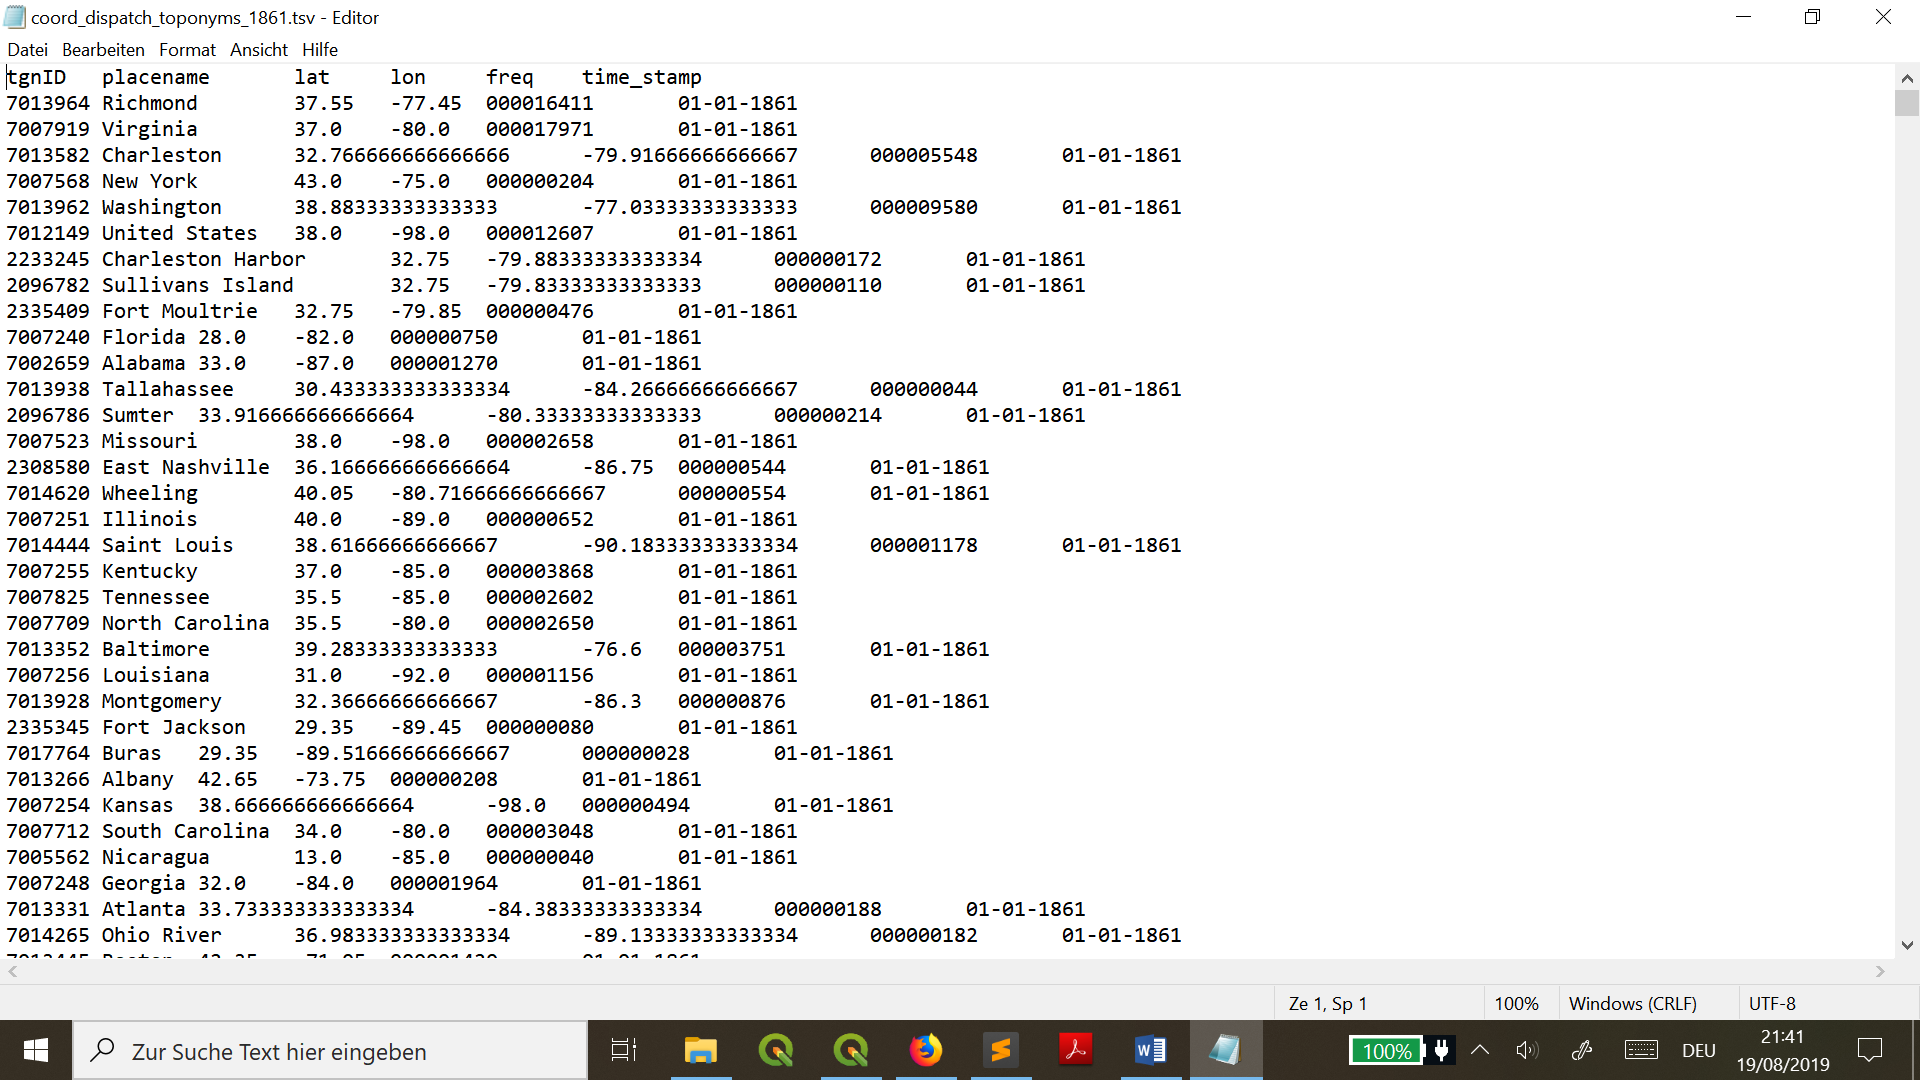 coord_dispatch_toponyms_1861.tsv - Editor
Datei Bearbeiten Format Ansicht Hilfe
tgnID placename lat lon freq time_stamp
7013964 Richmond 37.55 -77.45 000016411 01-01-1861
7007919 Virginia 37.0 -80.0 000017971 01-01-1861
7013582 Charleston 32.766666666666666 -79.91666666666667 000005548 01-01-1861
7007568 New York 43.0 -75.0 000000204 01-01-1861
7013962 Washington 38.88333333333333 -77.03333333333333 000009580 01-01-1861
7012149 United States 38.0 -98.0 000012607 01-01-1861
2233245 Charleston Harbor 32.75 -79.88333333333334 000000172 01-01-1861
2096782 Sullivans Island 32.75 -79.83333333333333 000000110 01-01-1861
2335409 Fort Moultrie 32.75 -79.85 000000476 01-01-1861
7007240 Florida 28.0 -82.0 000000750 01-01-1861
7002659 Alabama 33.0 -87.0 000001270 01-01-1861
7013938 Tallahassee 30.433333333333334 -84.26666666666667 000000044 01-01-1861
2096786 Sumter 33.916666666666664 -80.33333333333333 000000214 01-01-1861
7007523 Missouri 38.0 -98.0 000002658 01-01-1861
2308580 East Nashville 36.166666666666664 -86.75 000000544 01-01-1861
7014620 Wheeling 40.05 -80.71666666666667 000000554 01-01-1861
7007251 Illinois 40.0 -89.0 000000652 01-01-1861
7014444 Saint Louis 38.61666666666667 -90.18333333333334 000001178 01-01-1861
7007255 Kentucky 37.0 -85.0 000003868 01-01-1861
7007825 Tennessee 35.5 -85.0 000002602 01-01-1861
7007709 North Carolina 35.5 -80.0 000002650 01-01-1861
7013352 Baltimore 39.28333333333333 -76.6 000003751 01-01-1861
7007256 Louisiana 31.0 -92.0 000001156 01-01-1861
7013928 Montgomery 32.36666666666667 -86.3 000000876 01-01-1861
2335345 Fort Jackson 29.35 -89.45 000000080 01-01-1861
7017764 Buras 29.35 -89.51666666666667 000000028 01-01-1861
7013266 Albany 42.65 -73.75 000000208 01-01-1861
7007254 Kansas 38.666666666666664 -98.0 000000494 01-01-1861
7007712 South Carolina 34.0 -80.0 000003048 01-01-1861
7005562 Nicaragua 13.0 -85.0 000000040 01-01-1861
7007248 Georgia 32.0 -84.0 000001964 01-01-1861
7013331 Atlanta 33.733333333333334 -84.38333333333334 000000188 01-01-1861
7014265 Ohio River 36.983333333333334 -89.13333333333334 000000182 01-01-1861
Ze 1, Sp 1 100% Windows (CRLF) UTF-8
Zur Suche Text hier eingeben
100% DEU 21:41
19/08/2019